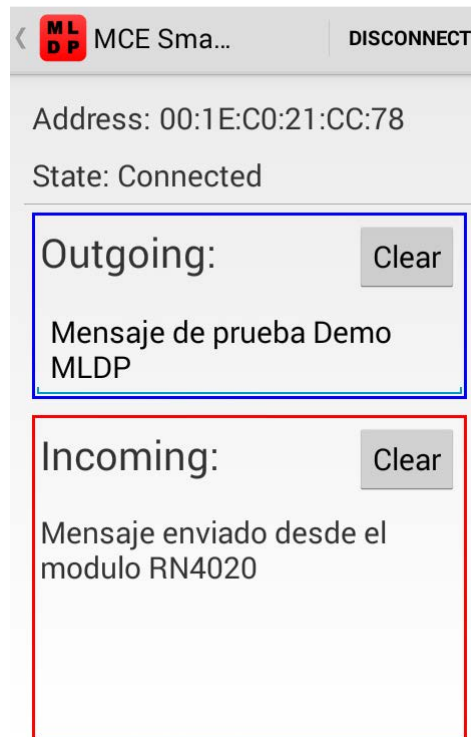 ML
DP
MCE Sma...
DISCONNECT
Address: 00:1E:C0:21:CC:78
State: Connected
Outgoing:
Clear
Mensaje de prueba Demo
MLDP
Incoming:
Clear
Mensaje enviado desde el
modulo RN4020